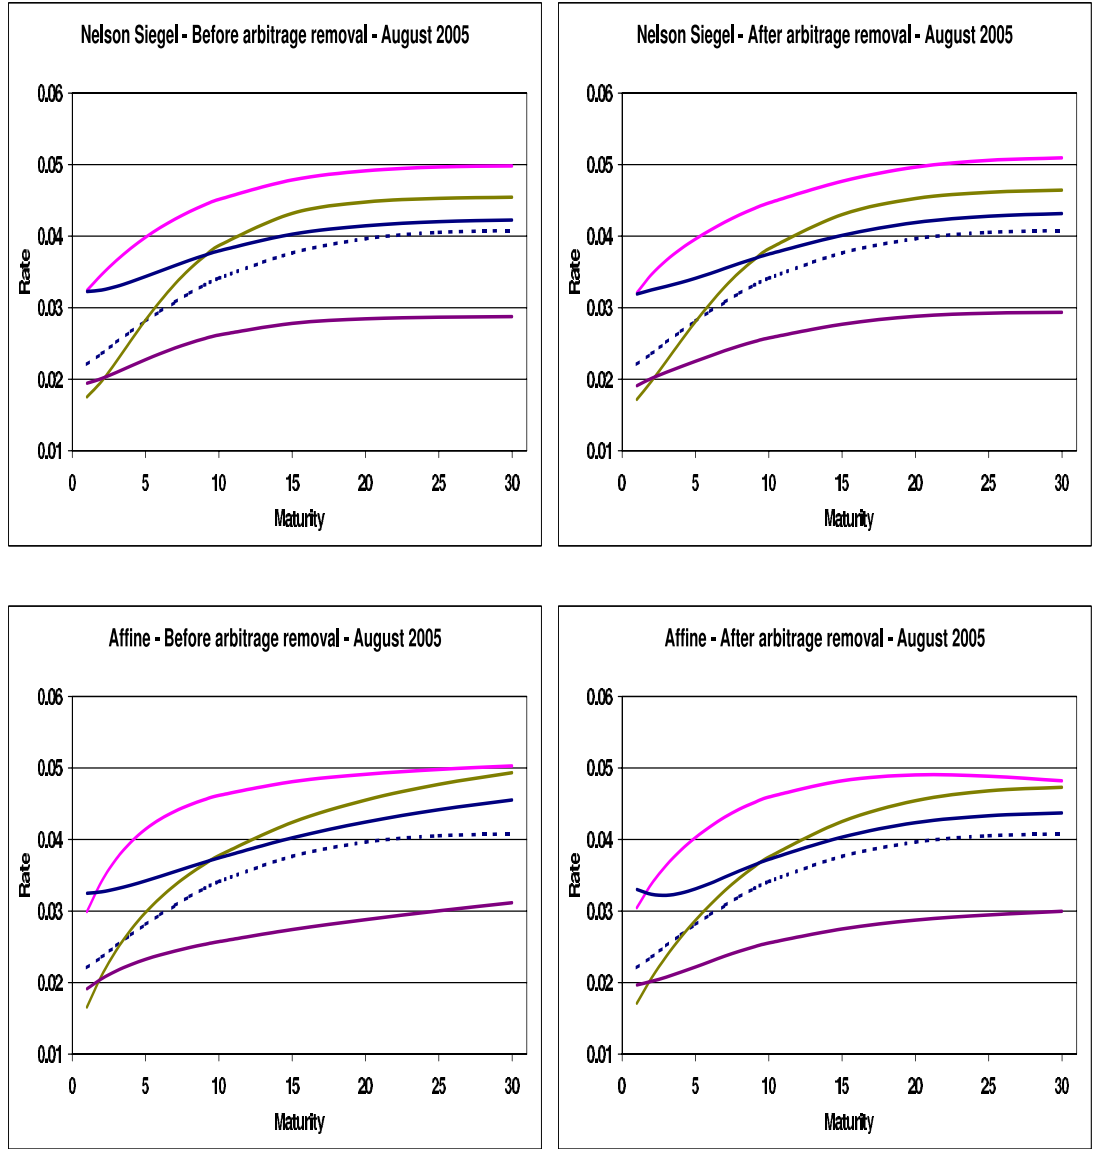 Nelson Siegel - Before arbitrage removal - August 2005
0.06
0.05
0.04
0.03
0.02
0.01
Rate
0 5 10 15 20 25 30
Maturity
Nelson Siegel - After arbitrage removal - August 2005
0.06
0.05
0.04
0.03
0.02
0.01
Rate
0 5 10 15 20 25 30
Maturity
Affine - Before arbitrage removal - August 2005
0.06
0.05
0.04
0.03
0.02
0.01
Rate
0 5 10 15 20 25 30
Maturity
Affine - After arbitrage removal - August 2005
0.06
0.05
0.04
0.03
0.02
0.01
Rate
0 5 10 15 20 25 30
Maturity